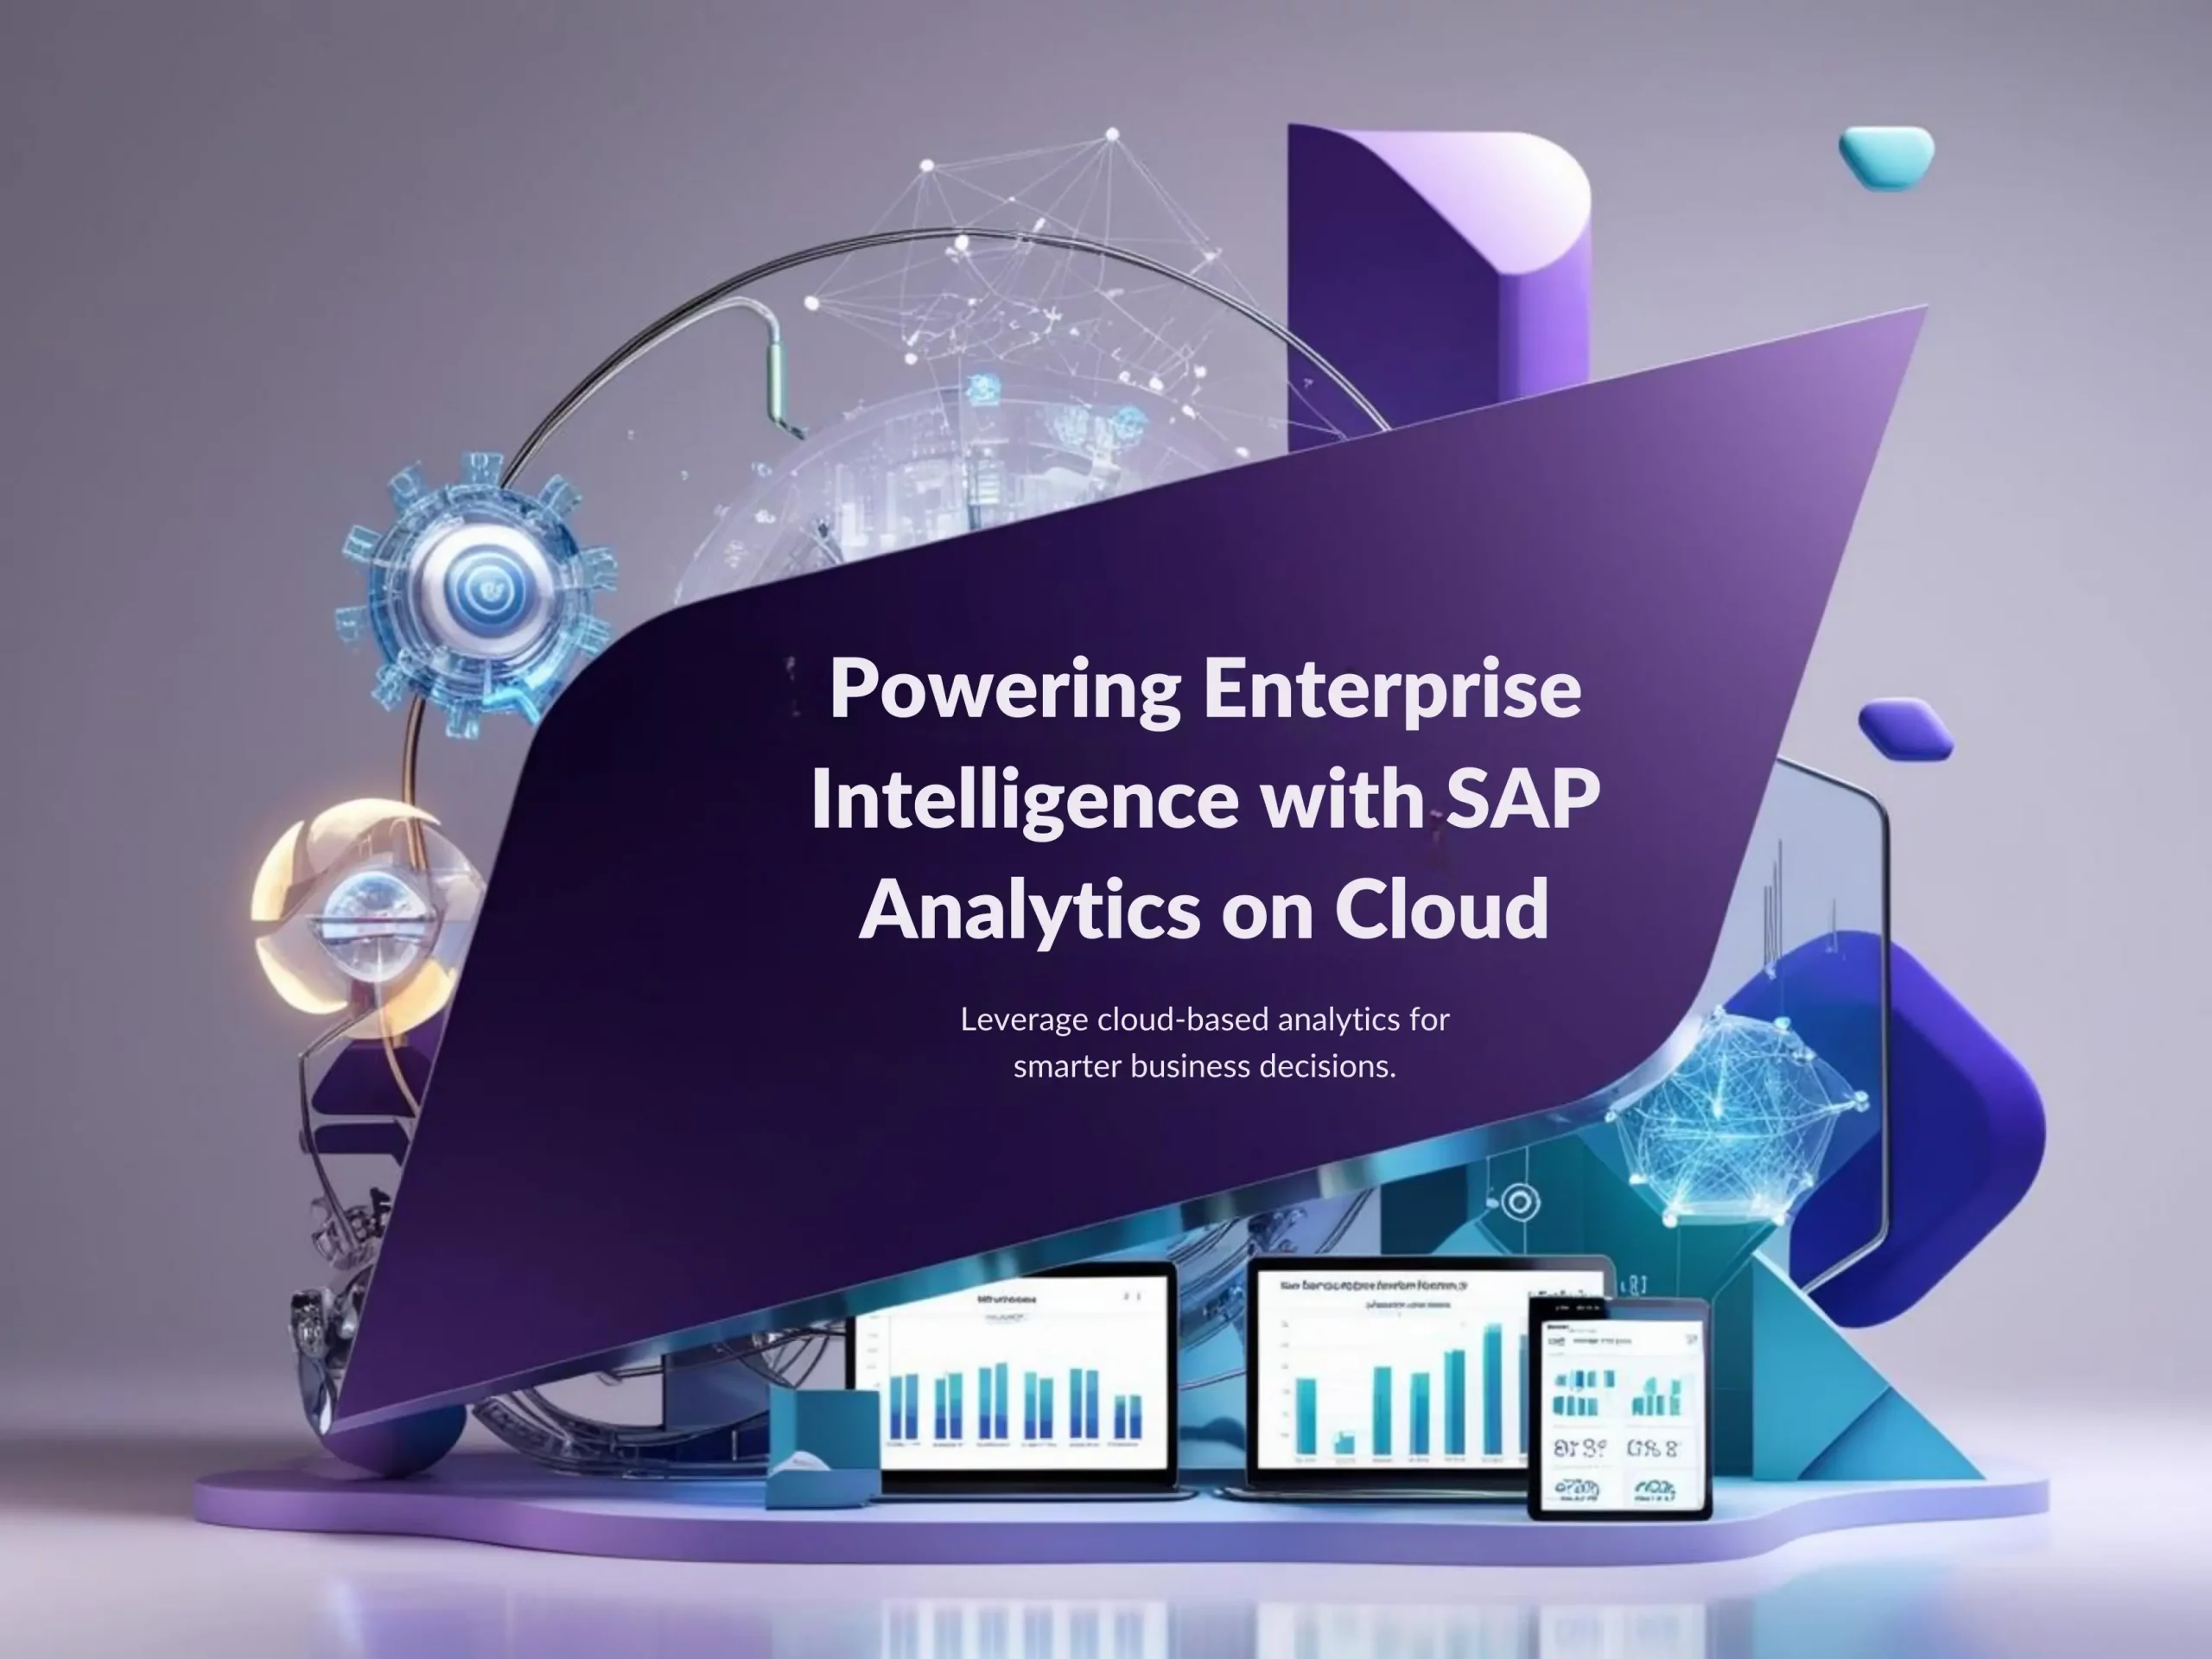 Powering Enterprise
Intelligence with SAP
Analytics on Cloud
Leverage cloud-based analytics for
smarter business decisions.